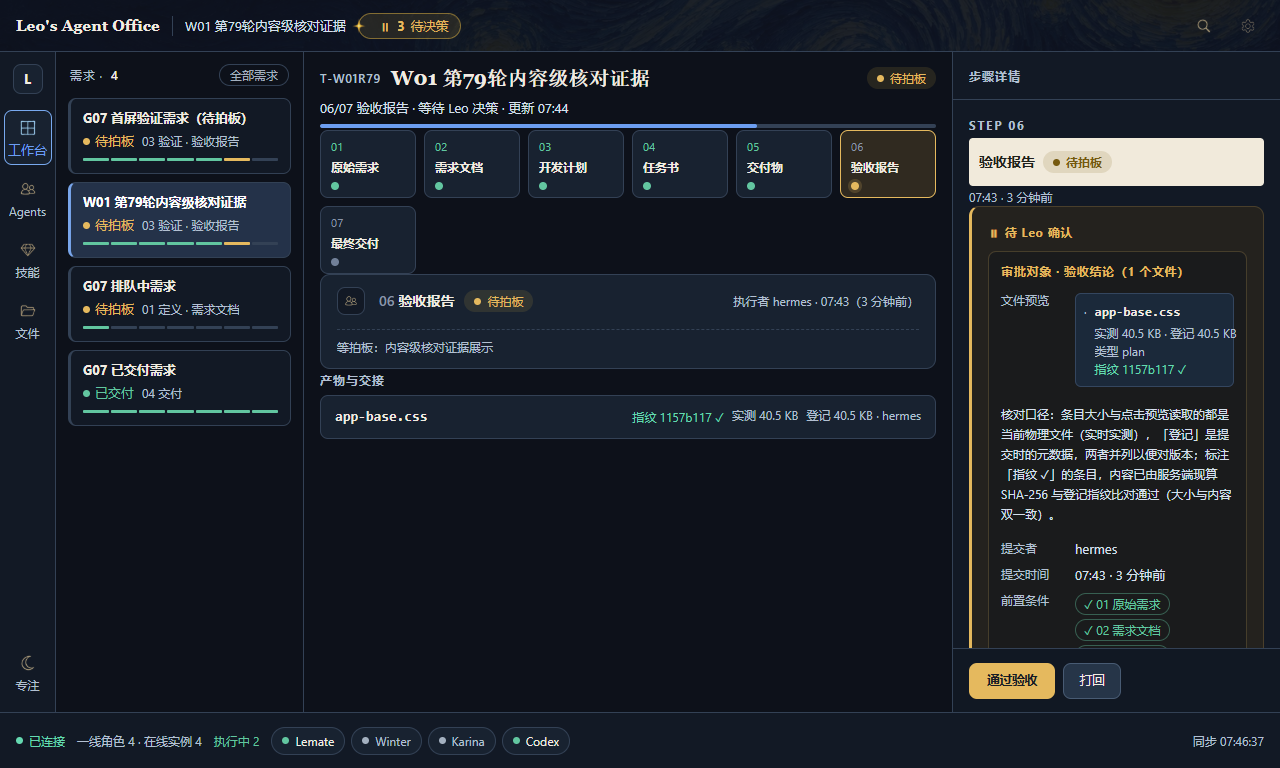 Leo's Agent Office
W01 第79轮内容级核对证据
3 待决策
L
工作台
Agents
技能
文件
专注
需求 · 4
全部需求
G07 首屏验证需求（待拍板）
待拍板 03 验证 · 验收报告
W01 第79轮内容级核对证据
待拍板 03 验证 · 验收报告
G07 排队中需求
待拍板 01 定义 · 需求文档
G07 已交付需求
已交付 04 交付
T-W01R79 W01 第79轮内容级核对证据
待拍板
06/07 验收报告 · 等待 Leo 决策 · 更新 07:44
01
原始需求
02
需求文档
03
开发计划
04
任务书
05
交付物
06
验收报告
07
最终交付
06 验收报告 待拍板
执行者 hermes · 07:43（3 分钟前）
等拍板：内容级核对证据展示
产物与交接
app-base.css
指纹 1157b117 ✓ 实测 40.5 KB 登记 40.5 KB · hermes
步骤详情
STEP 06
验收报告 待拍板
07:43 · 3 分钟前
待 Leo 确认
审批对象 · 验收结论（1 个文件）
文件预览
· app-base.css
实测 40.5 KB · 登记 40.5 KB
类型 plan
指纹 1157b117 ✓
核对口径：条目大小与点击预览读取的都是
当前物理文件（实时实测），「登记」是提
交时的元数据，两者并列以便对版本；标注
「指纹 ✓」的条目，内容已由服务端现算
SHA-256 与登记指纹比对通过（大小与内容
双一致）。
提交者 hermes
提交时间 07:43 · 3 分钟前
前置条件
✓ 01 原始需求
✓ 02 需求文档
通过验收
打回
已连接 一线角色 4 · 在线实例 4 执行中 2
Lemate
Winter
Karina
Codex
同步 07:46:37